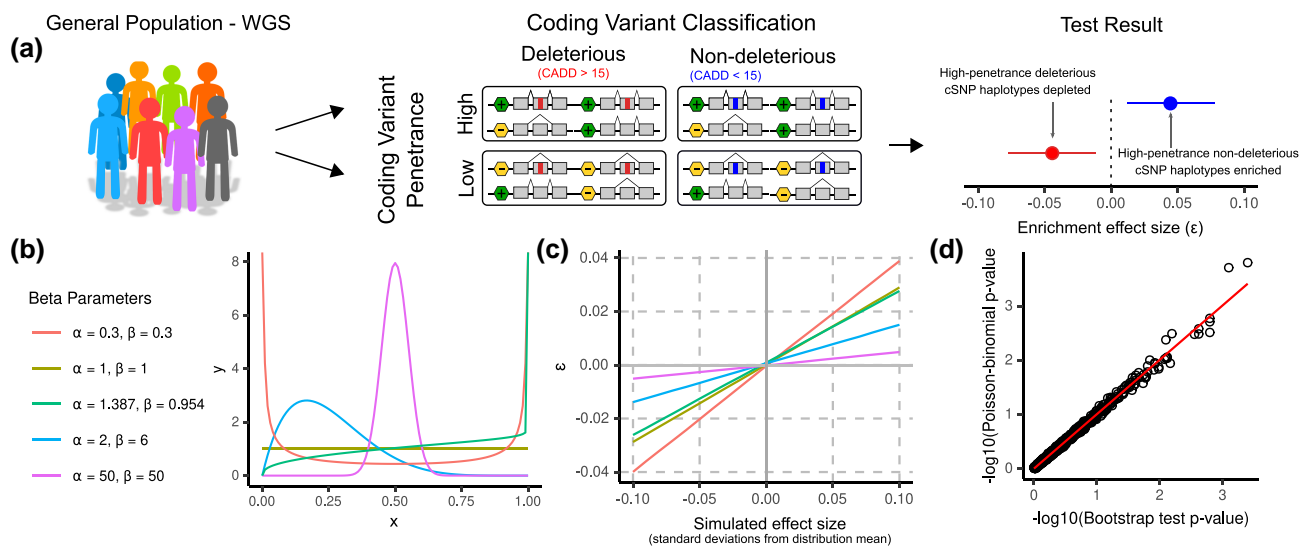 (a)
General Population - WGS
Coding Variant Classification
Test Result
Deleterious
(CADD > 15)
Non-deleterious
(CADD < 15)
Coding Variant
Penetrance
High
Low
+ + + +
− + − +
− − − −
+ − + −
High-penetrance deleterious
cSNP haplotypes depleted
High-penetrance non-deleterious
cSNP haplotypes enriched
-0.10 -0.05 0.00 0.05 0.10
Enrichment effect size (ε)
(b)
Beta Parameters
α = 0.3, β = 0.3
α = 1, β = 1
α = 1.387, β = 0.954
α = 2, β = 6
α = 50, β = 50
y
8
6
4
2
0
0.00 0.25 0.50 0.75 1.00
x
(c)
ε
0.04
0.02
0.00
-0.02
-0.04
-0.10 -0.05 0.00 0.05 0.10
Simulated effect size
(standard deviations from distribution mean)
(d)
-log10(Poisson-binomial p-value)
3
2
1
0
0 1 2 3
-log10(Bootstrap test p-value)